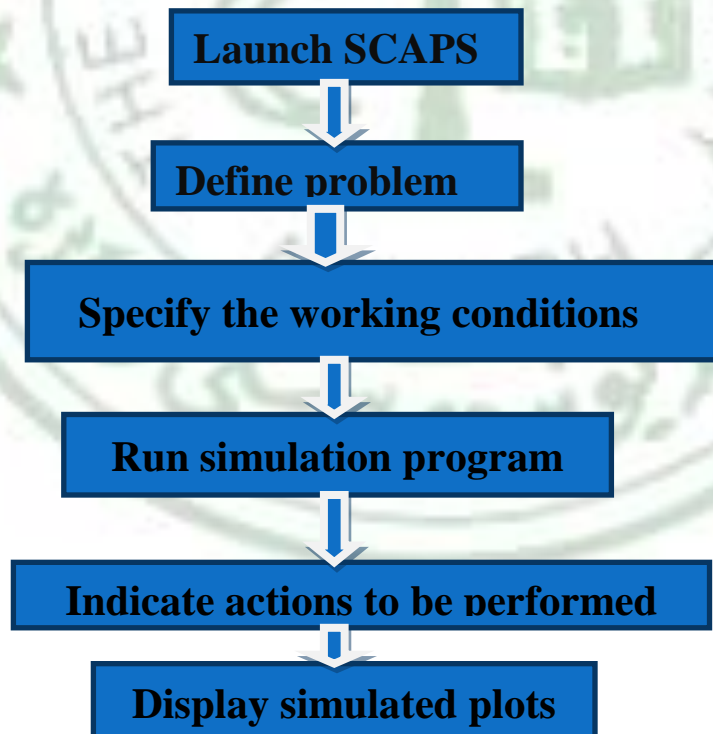 Launch SCAPS
Define problem
Specify the working conditions
Run simulation program
Indicate actions to be performed
Display simulated plots
THE